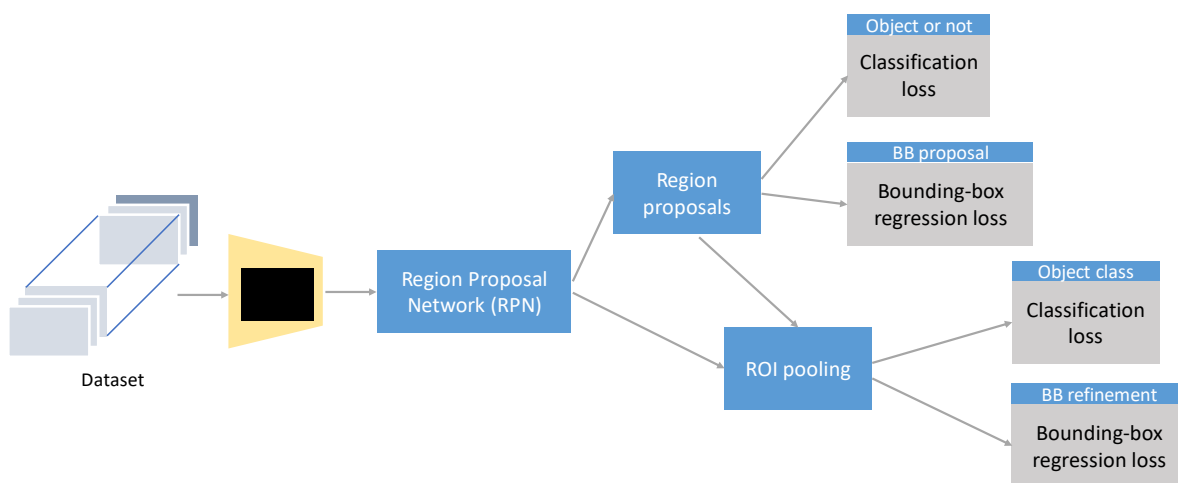 Object or not
Classification
loss
BB proposal
Bounding-box
regression loss
Region
proposals
Region Proposal
Network (RPN)
Dataset
ROI pooling
Object class
Classification
loss
BB refinement
Bounding-box
regression loss